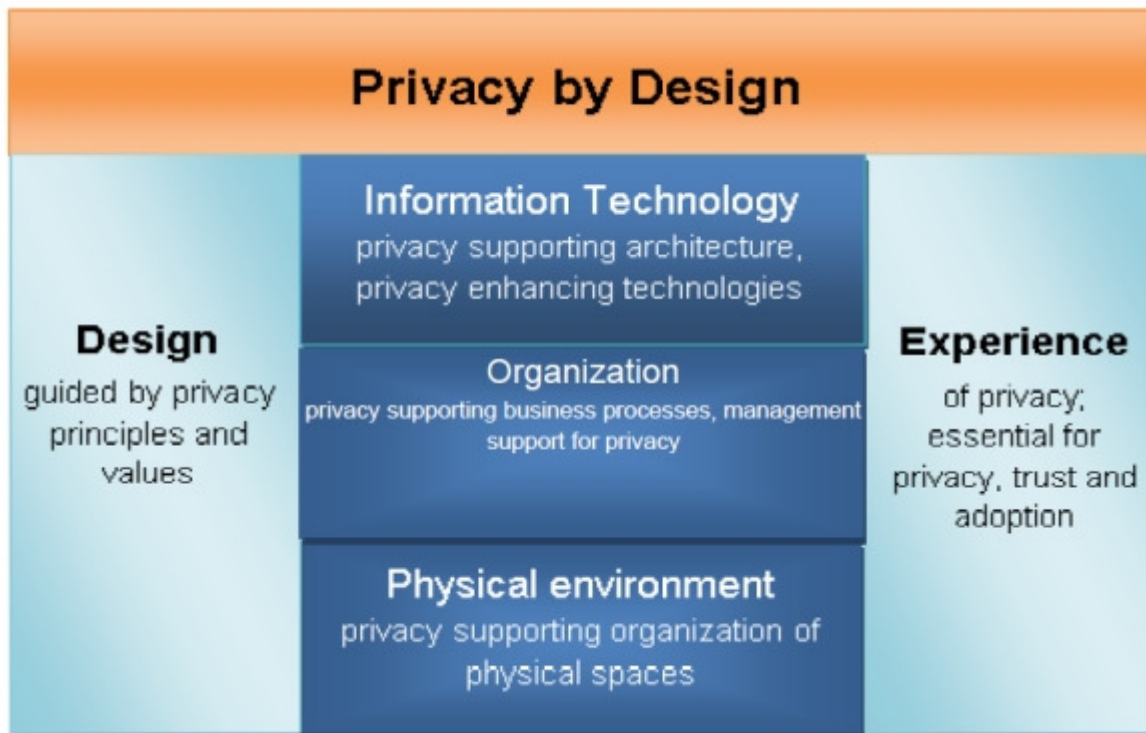 Privacy by Design
Design
guided by privacy
principles and
values
Information Technology
privacy supporting architecture,
privacy enhancing technologies
Organization
privacy supporting business processes, management
support for privacy
Physical environment
privacy supporting organization of
physical spaces
Experience
of privacy;
essential for
privacy, trust and
adoption